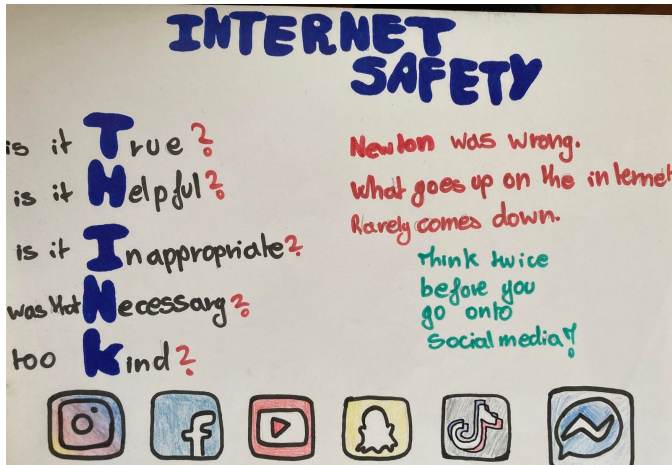 INTERNET
SAFETY
is it True?
is it Helpful?
is it Inappropriate?
was that Necessary?
too Kind?
Newton was wrong.
What goes up on the internet
Rarely comes down.
Think twice
before you
go onto
social media!